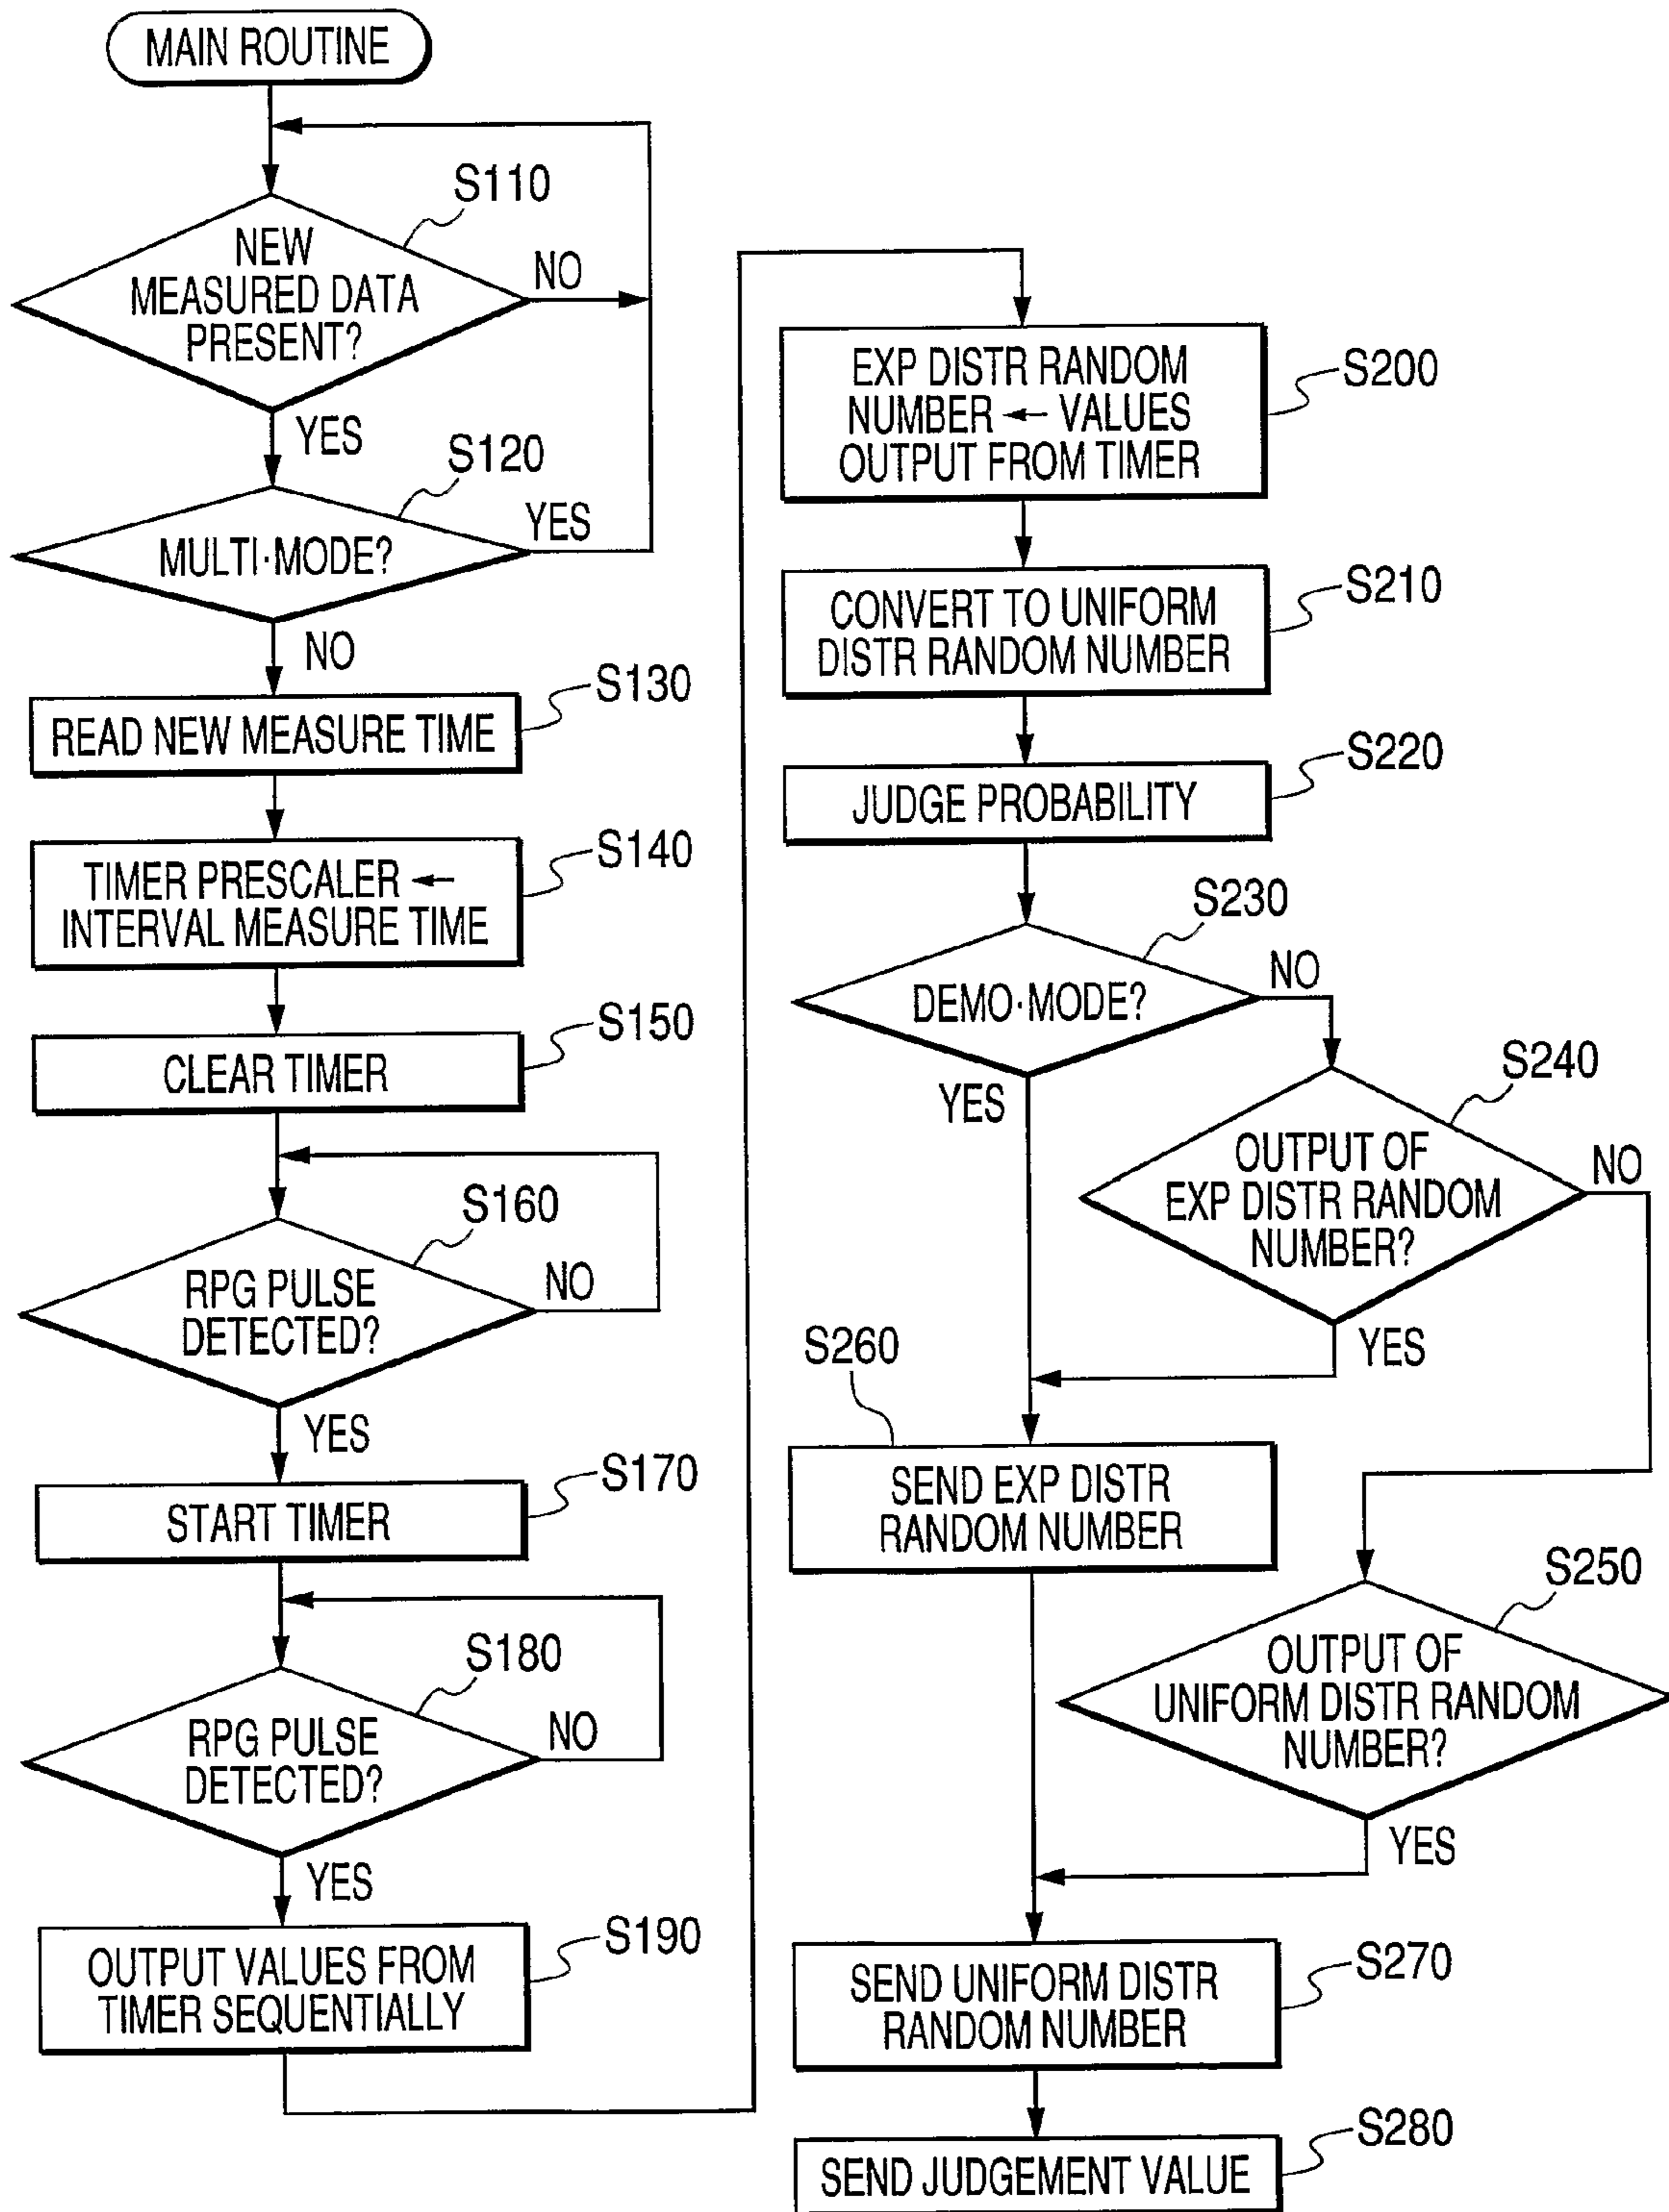 MAIN ROUTINE
S110
NEW
MEASURED DATA
PRESENT?
NO
YES
S120
MULTI·MODE?
YES
NO
S130
READ NEW MEASURE TIME
S140
TIMER PRESCALER ←
INTERVAL MEASURE TIME
S150
CLEAR TIMER
S160
RPG PULSE
DETECTED?
NO
YES
S170
START TIMER
S180
RPG PULSE
DETECTED?
NO
YES
S190
OUTPUT VALUES FROM
TIMER SEQUENTIALLY
S200
EXP DISTR RANDOM
NUMBER ← VALUES
OUTPUT FROM TIMER
S210
CONVERT TO UNIFORM
DISTR RANDOM NUMBER
S220
JUDGE PROBABILITY
S230
DEMO·MODE?
NO
YES
S240
OUTPUT OF
EXP DISTR RANDOM
NUMBER?
NO
YES
S260
SEND EXP DISTR
RANDOM NUMBER
S250
OUTPUT OF
UNIFORM DISTR RANDOM
NUMBER?
YES
S270
SEND UNIFORM DISTR
RANDOM NUMBER
S280
SEND JUDGEMENT VALUE